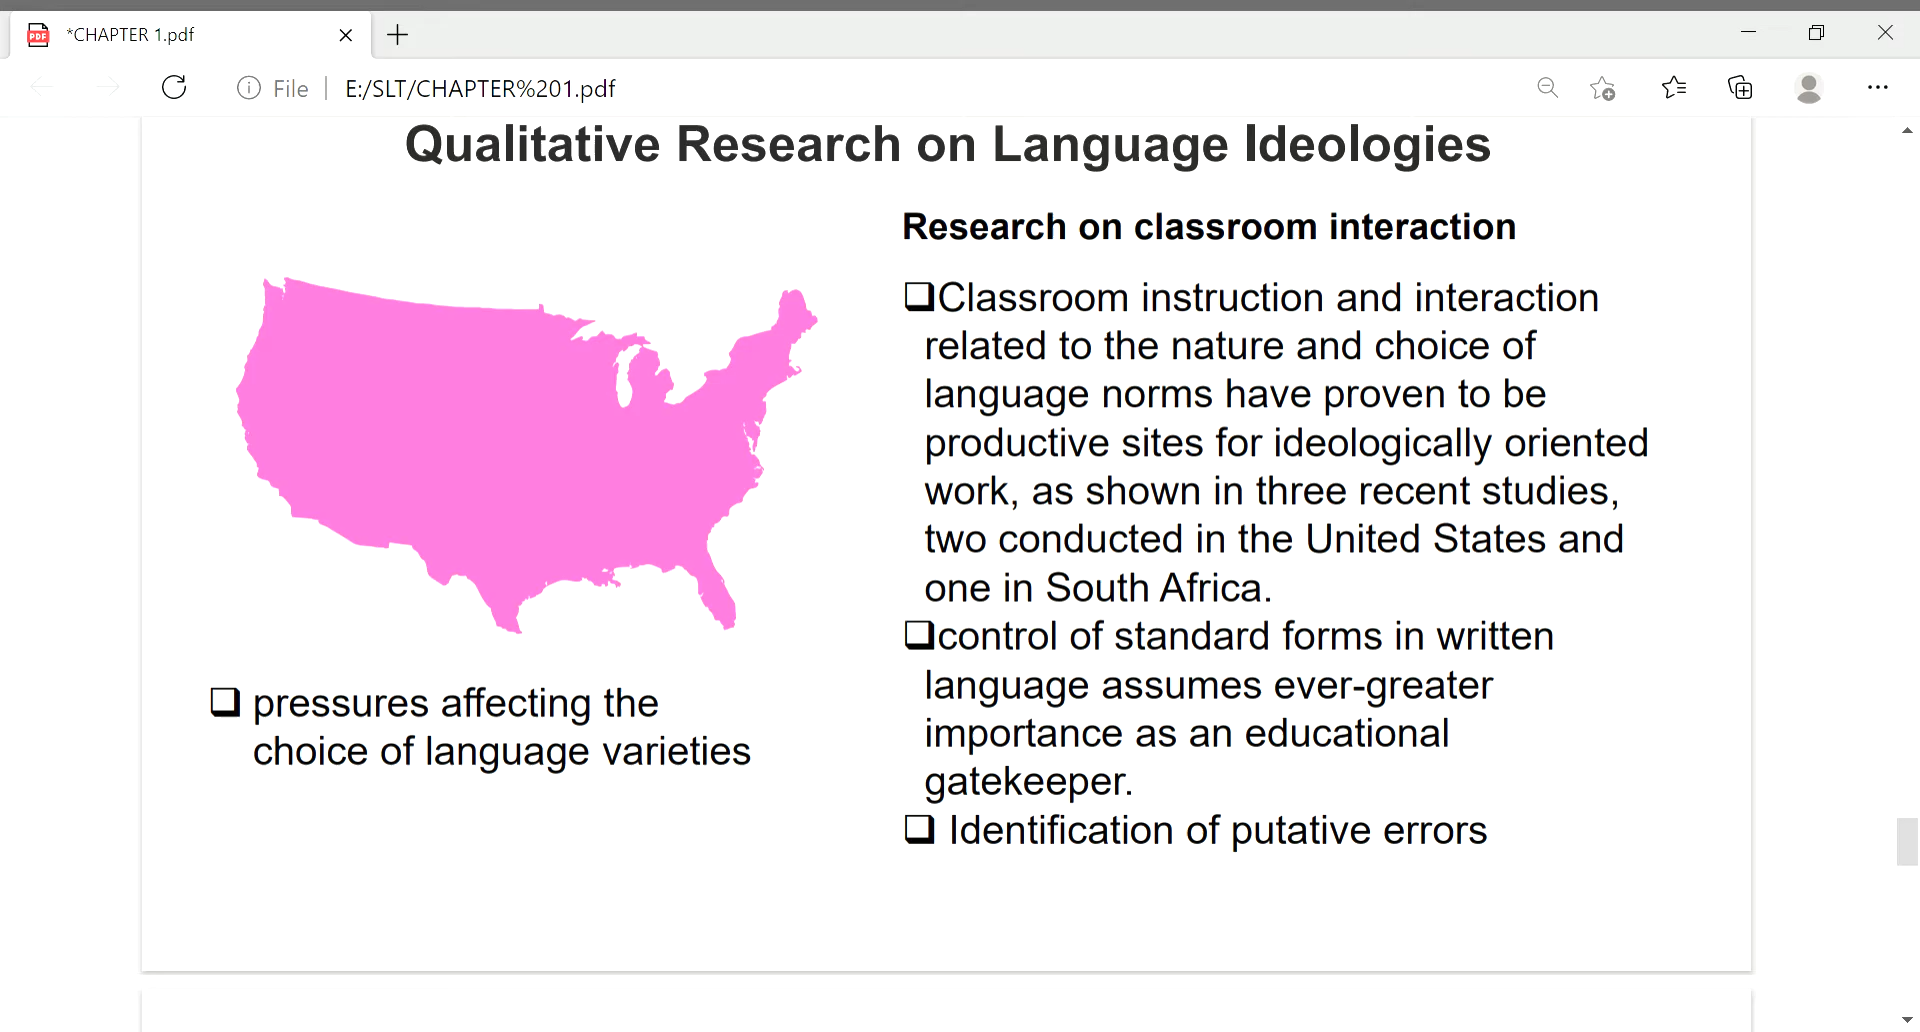 *CHAPTER 1.pdf
File
E:/SLT/CHAPTER%201.pdf
Qualitative Research on Language Ideologies
pressures affecting the
choice of language varieties
Research on classroom interaction
Classroom instruction and interaction
related to the nature and choice of
language norms have proven to be
productive sites for ideologically oriented
work, as shown in three recent studies,
two conducted in the United States and
one in South Africa.
control of standard forms in written
language assumes ever-greater
importance as an educational
gatekeeper.
Identification of putative errors